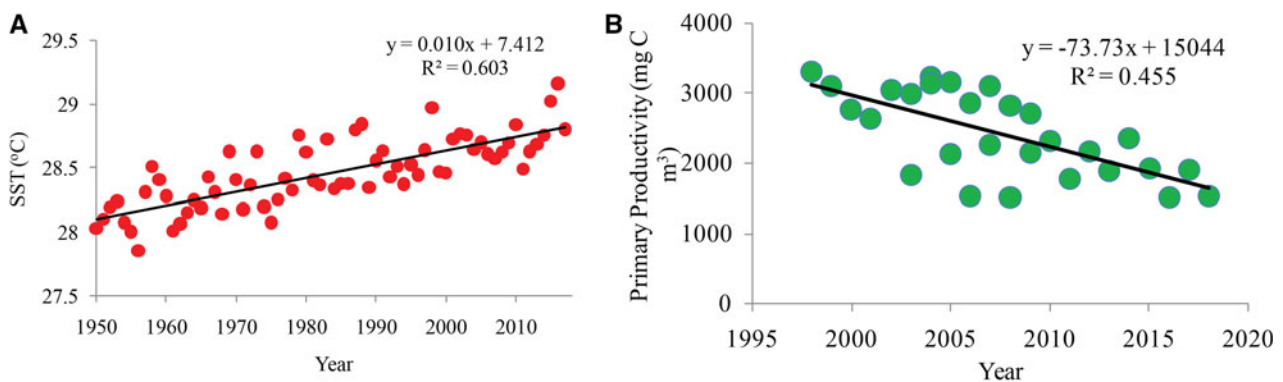 A
29.5
29
28.5
28
27.5
SST (ºC)
y = 0.010x + 7.412
R² = 0.603
1950 1960 1970 1980 1990 2000 2010
Year
B
4000
3000
2000
1000
0
Primary Productivity (mg C
m³)
y = -73.73x + 15044
R² = 0.455
1995 2000 2005 2010 2015 2020
Year